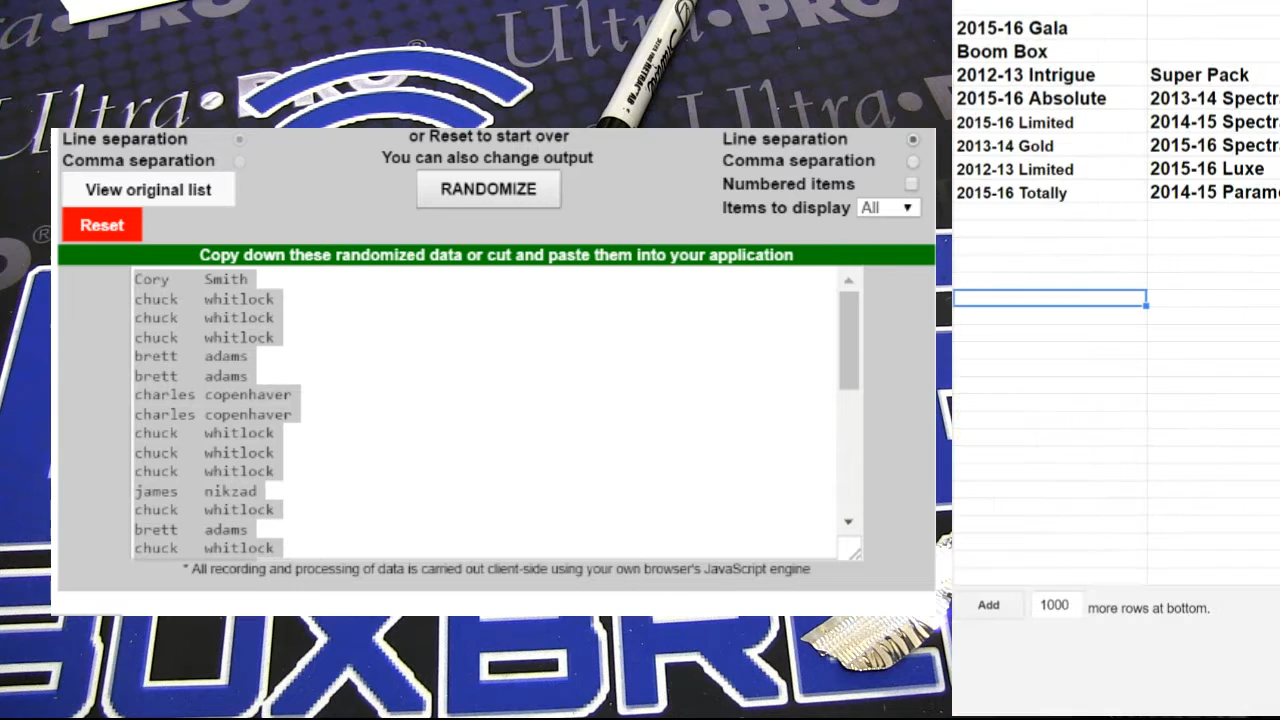 Ultra PRO
Ultra PRO
Line separation
Comma separation
View original list
Reset
or Reset to start over
You can also change output
RANDOMIZE
Line separation
Comma separation
Numbered items
Items to display All
Copy down these randomized data or cut and paste them into your application
Cory Smith
chuck whitlock
chuck whitlock
chuck whitlock
brett adams
brett adams
charles copenhaver
charles copenhaver
chuck whitlock
chuck whitlock
chuck whitlock
james nikzad
chuck whitlock
brett adams
chuck whitlock
* All recording and processing of data is carried out client-side using your own browser's JavaScript engine
2015-16 Gala
Boom Box
2012-13 Intrigue Super Pack
2015-16 Absolute 2013-14 Spectr
2015-16 Limited 2014-15 Spectr
2013-14 Gold 2015-16 Spectr
2012-13 Limited 2015-16 Luxe
2015-16 Totally 2014-15 Param
Add 1000 more rows at bottom.
BOXBRE